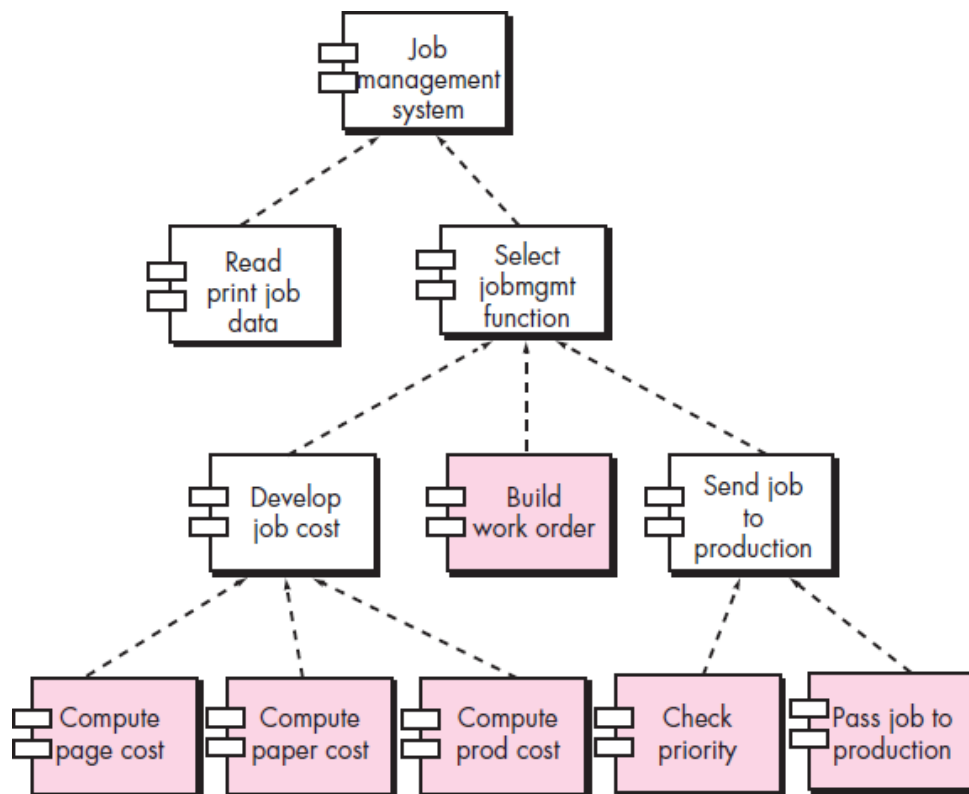 Job
management
system
Read
print job
data
Select
jobmgmt
function
Develop
job cost
Build
work order
Send job
to
production
Compute
page cost
Compute
paper cost
Compute
prod cost
Check
priority
Pass job to
production